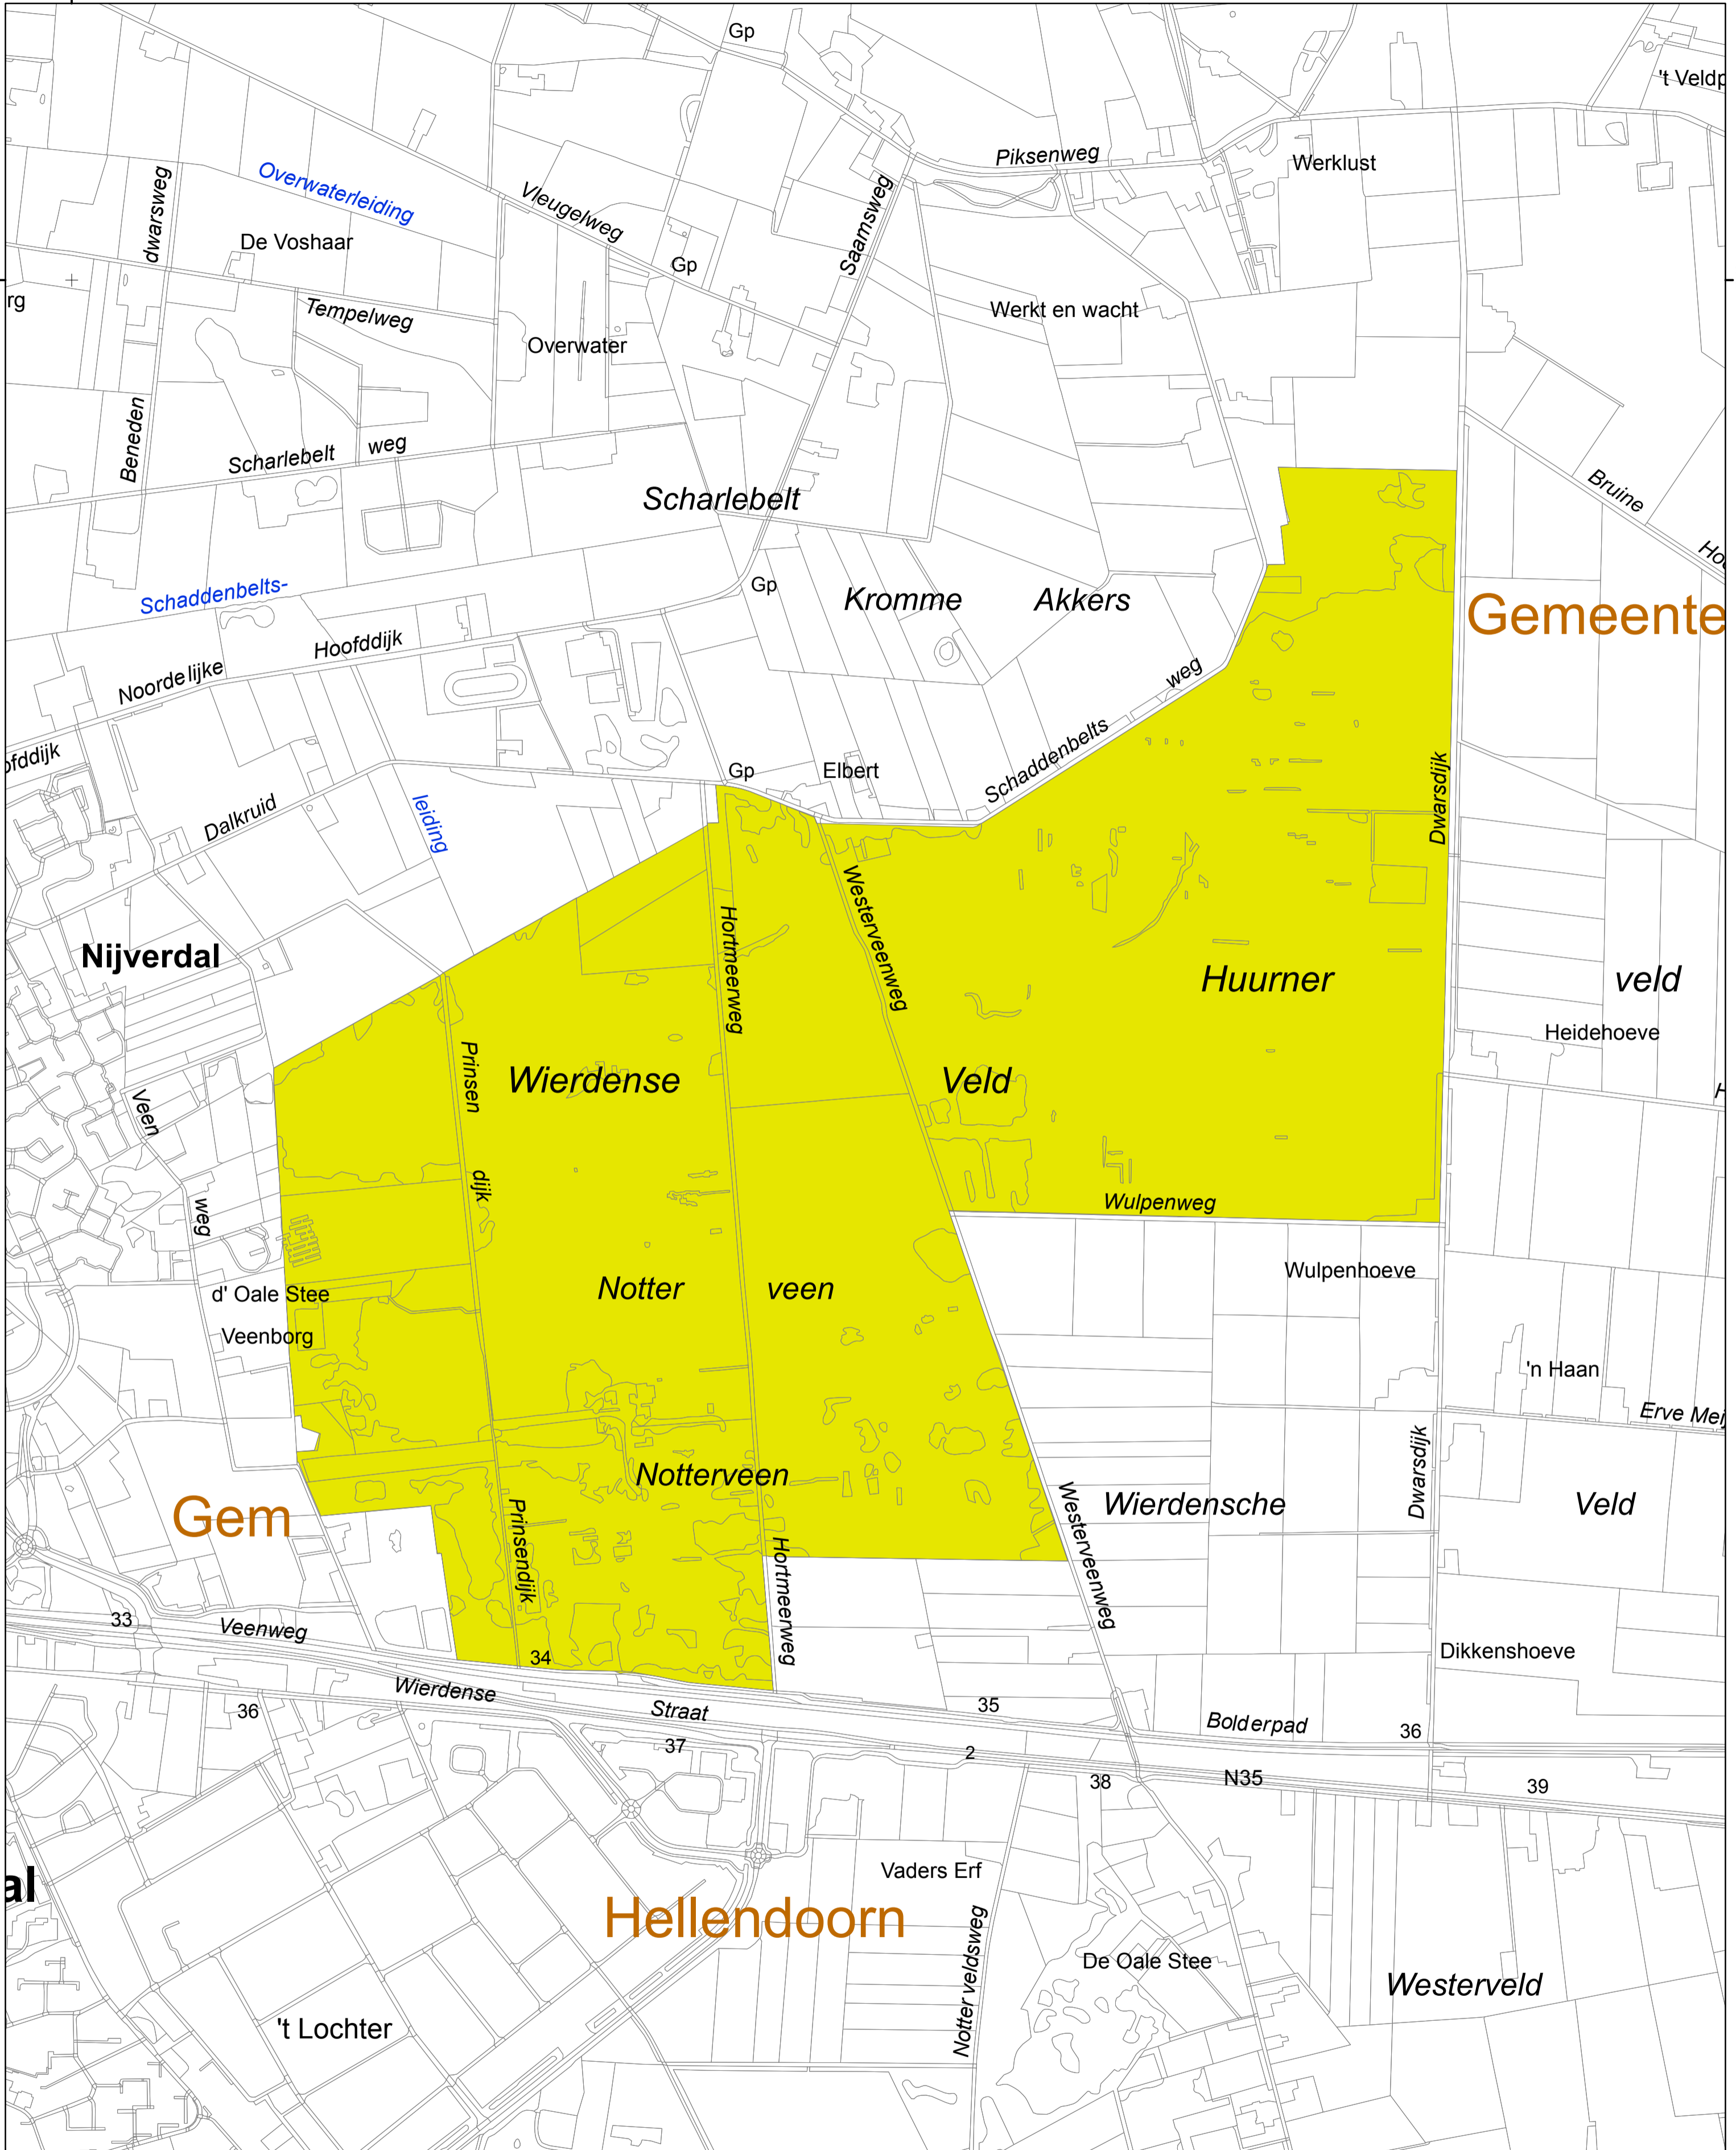 Gp
't Veldp
Piksenweg
Werklust
dwarsweg
Overwaterleiding
Vleugelweg
Saamsweg
De Voshaar
Gp
rg
Tempelweg
Werkt en wacht
Overwater
Beneden
Scharlebelt weg
Bruine
Scharlebelt
Hoo
Schaddenbelts-
Gp
Kromme Akkers
Gemeente
Noordelijke Hoofddijk
weg
ofddijk
Schaddenbelts
Gp
Elbert
Dwarsdijk
Dalkruid
leiding
Westerveenweg
Hortmeerweg
Nijverdal
Huurner veld
Heidehoeve
Prinsen
Wierdense Veld
H
Veen
dijk
weg
Wulpenweg
Wulpenhoeve
d' Oale Stee
Notter veen
Veenborg
'n Haan
Erve Meij
Notterveen
Dwarsdijk
Gem
Prinsendijk
Westerveenweg
Wierdensche Veld
Hortmeerweg
33
Veenweg
34
Dikkenshoeve
Wierdense Straat
36
35
Bolderpad
36
37
2
38
N35
39
al
Vaders Erf
Hellendoorn
Notterveldsweg
De Oale Stee
Westerveld
't Lochter